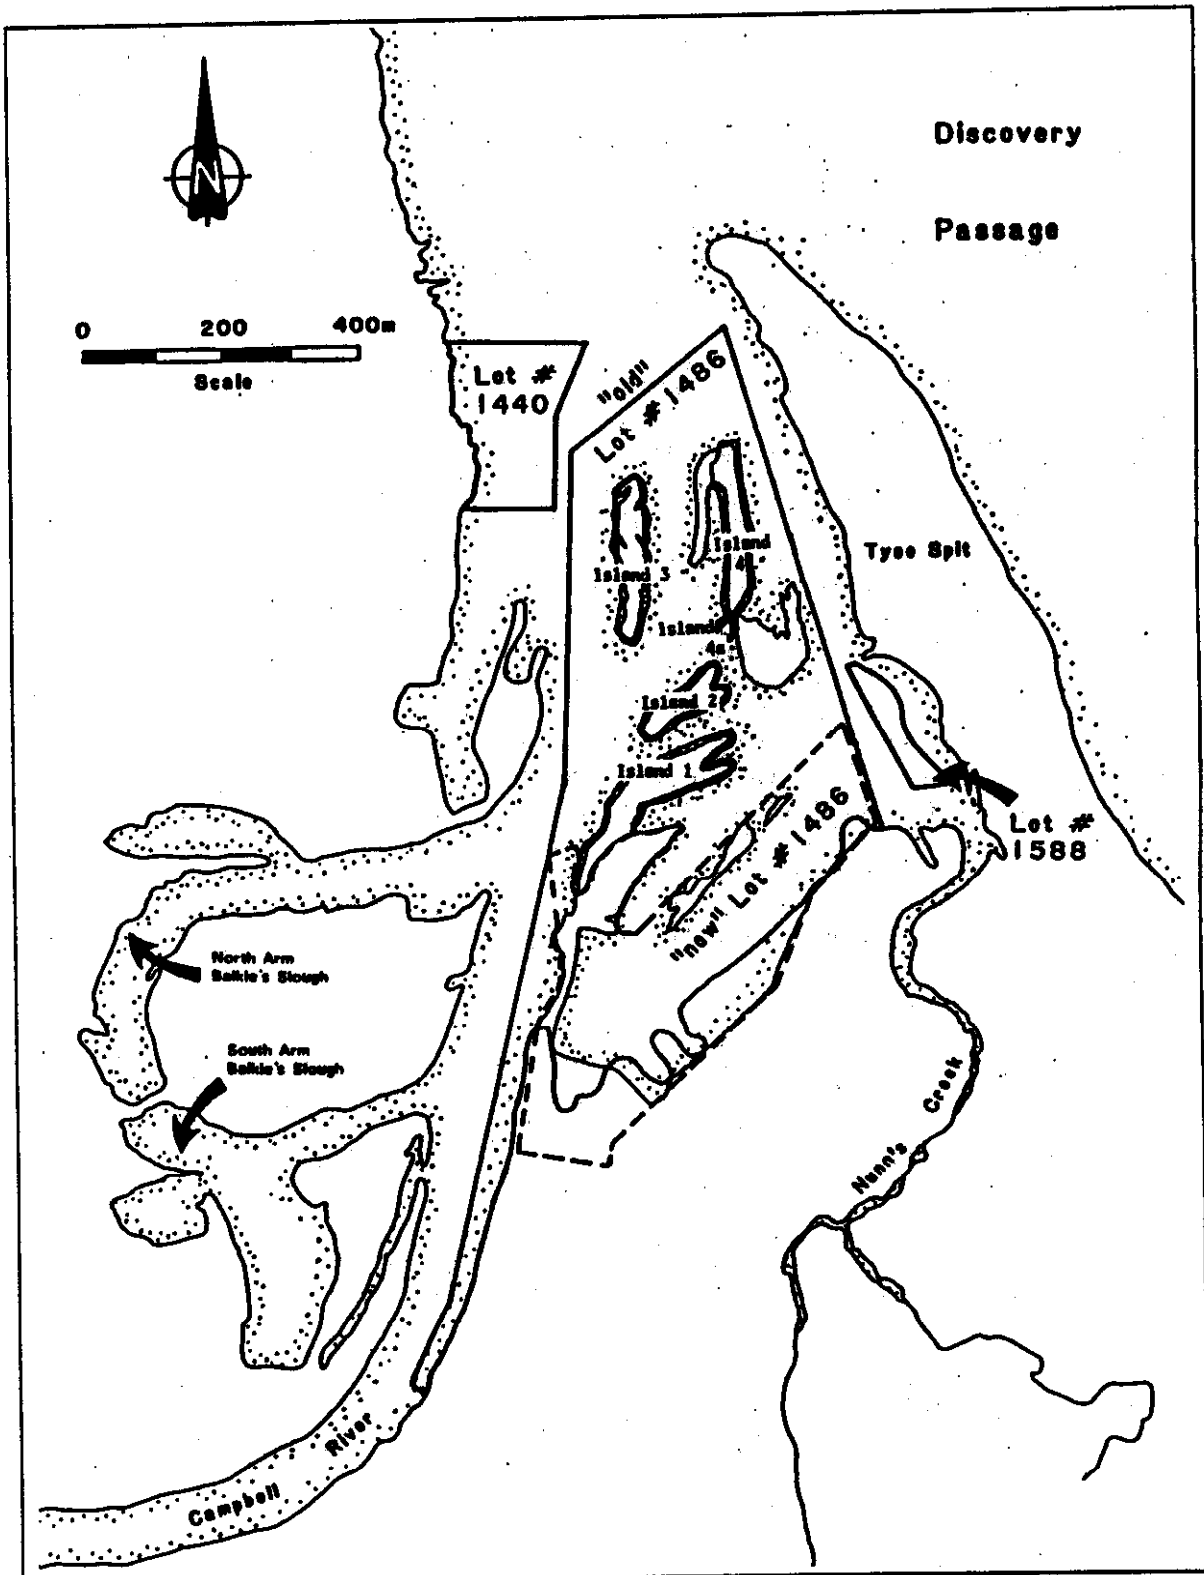 Discovery
Passage
N
0 200 400m
Scale
Lot #
1440
"old"
Lot # 1486
Island 3
Island
4
Tyee Spit
Island
4a
Island 2
Island 1
Lot #
1588
"new" Lot # 1486
North Arm
Baikie's Slough
South Arm
Baikie's Slough
Nunn's Creek
Campbell River